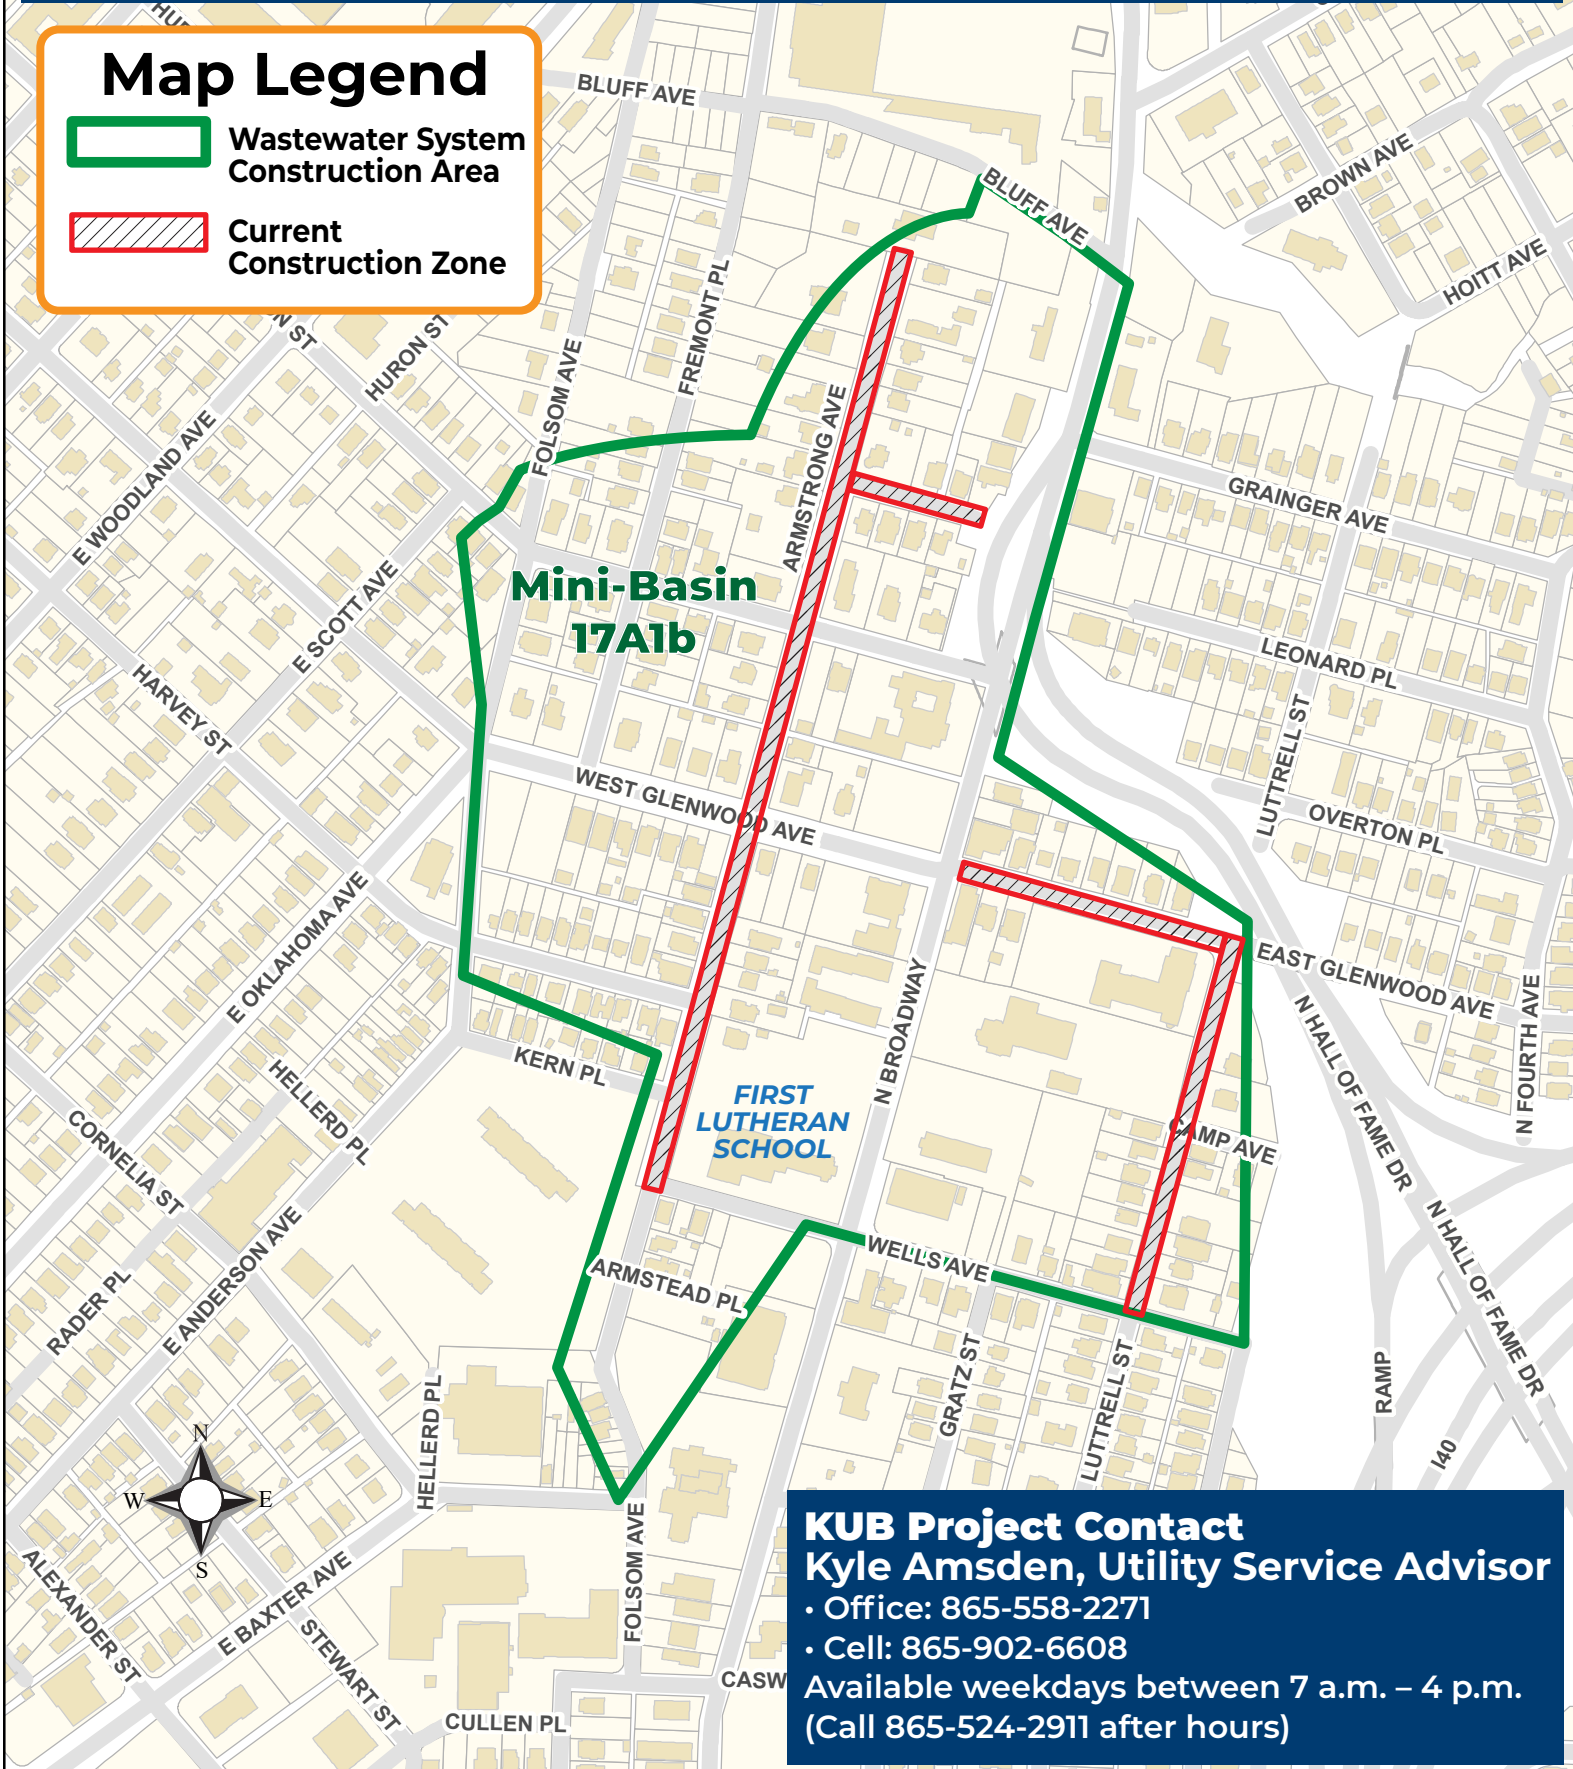 Map Legend
Wastewater System
Construction Area
Current
Construction Zone
BLUFF AVE
BLUFF AVE
BROWN AVE
HOITT AVE
HURON ST
FREMONT PL
FOLSOM AVE
ARMSTRONG AVE
E WOODLAND AVE
GRAINGER AVE
E SCOTT AVE
Mini-Basin
17A1b
HARVEY ST
LEONARD PL
LUTTRELL ST
WEST GLENWOOD AVE
OVERTON PL
E OKLAHOMA AVE
N BROADWAY
EAST GLENWOOD AVE
N FOURTH AVE
KERN PL
N HALL OF FAME DR
HELLERD PL
FIRST
LUTHERAN
SCHOOL
CAMP AVE
CORNELIA ST
WELLS AVE
ARMSTEAD PL
N HALL OF FAME DR
RADER PL
E ANDERSON AVE
HELLERD PL
GRATZ ST
LUTTRELL ST
RAMP
I40
N
W
E
S
FOLSOM AVE
ALEXANDER ST
E BAXTER AVE
STEWART ST
CASW
CULLEN PL
KUB Project Contact
Kyle Amsden, Utility Service Advisor
• Office: 865-558-2271
• Cell: 865-902-6608
Available weekdays between 7 a.m. – 4 p.m.
(Call 865-524-2911 after hours)